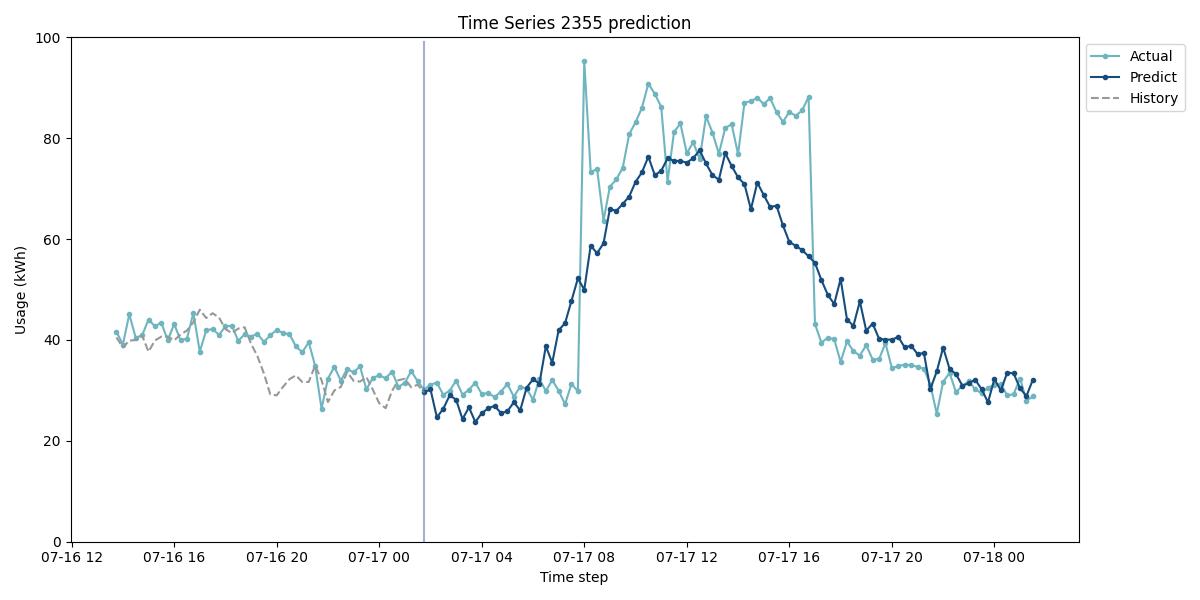 Time Series 2355 prediction
100
80
60
40
20
0
Usage (kWh)
07-16 12
07-16 16
07-16 20
07-17 00
07-17 04
07-17 08
07-17 12
07-17 16
07-17 20
07-18 00
Time step
Actual
Predict
History